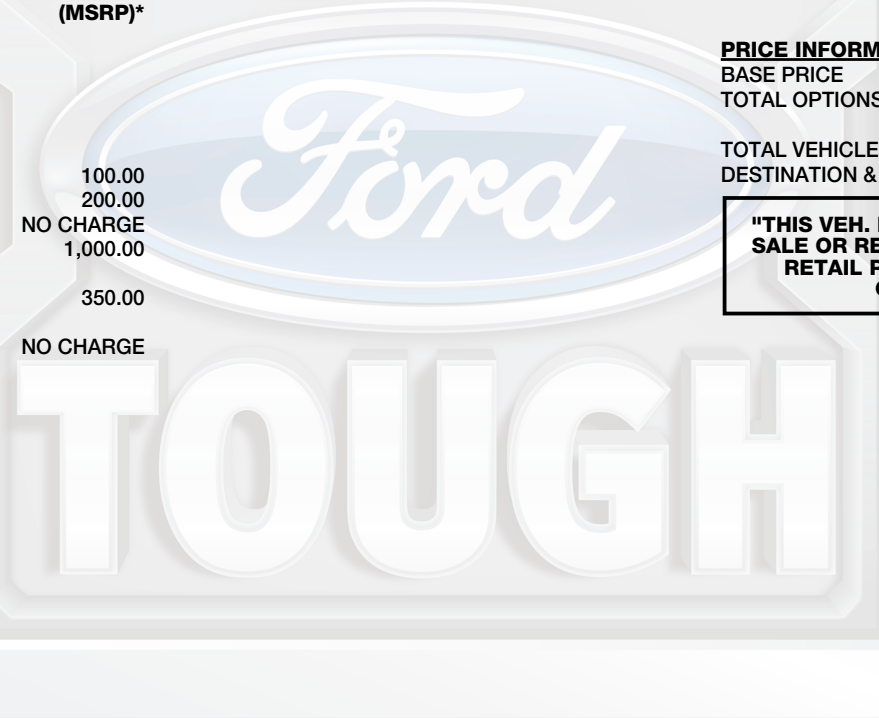 (MSRP)*
100.00
200.00
NO CHARGE
1,000.00
350.00
NO CHARGE
PRICE INFORM
BASE PRICE
TOTAL OPTIONS
TOTAL VEHICLE
DESTINATION &
"THIS VEH.
SALE OR RE
RETAIL P
Ford
TOUGH